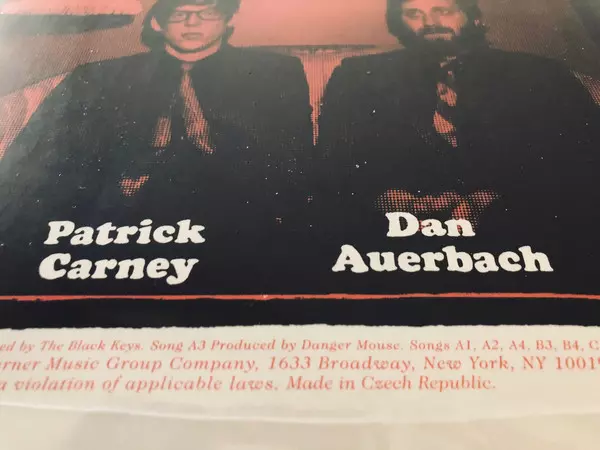 Patrick
Carney
Dan
Auerbach
ed by The Black Keys. Song A3 Produced by Danger Mouse. Songs A1, A2, A4, B3, B4, C
rner Music Group Company, 1633 Broadway, New York, NY 10019
a violation of applicable laws. Made in Czech Republic.